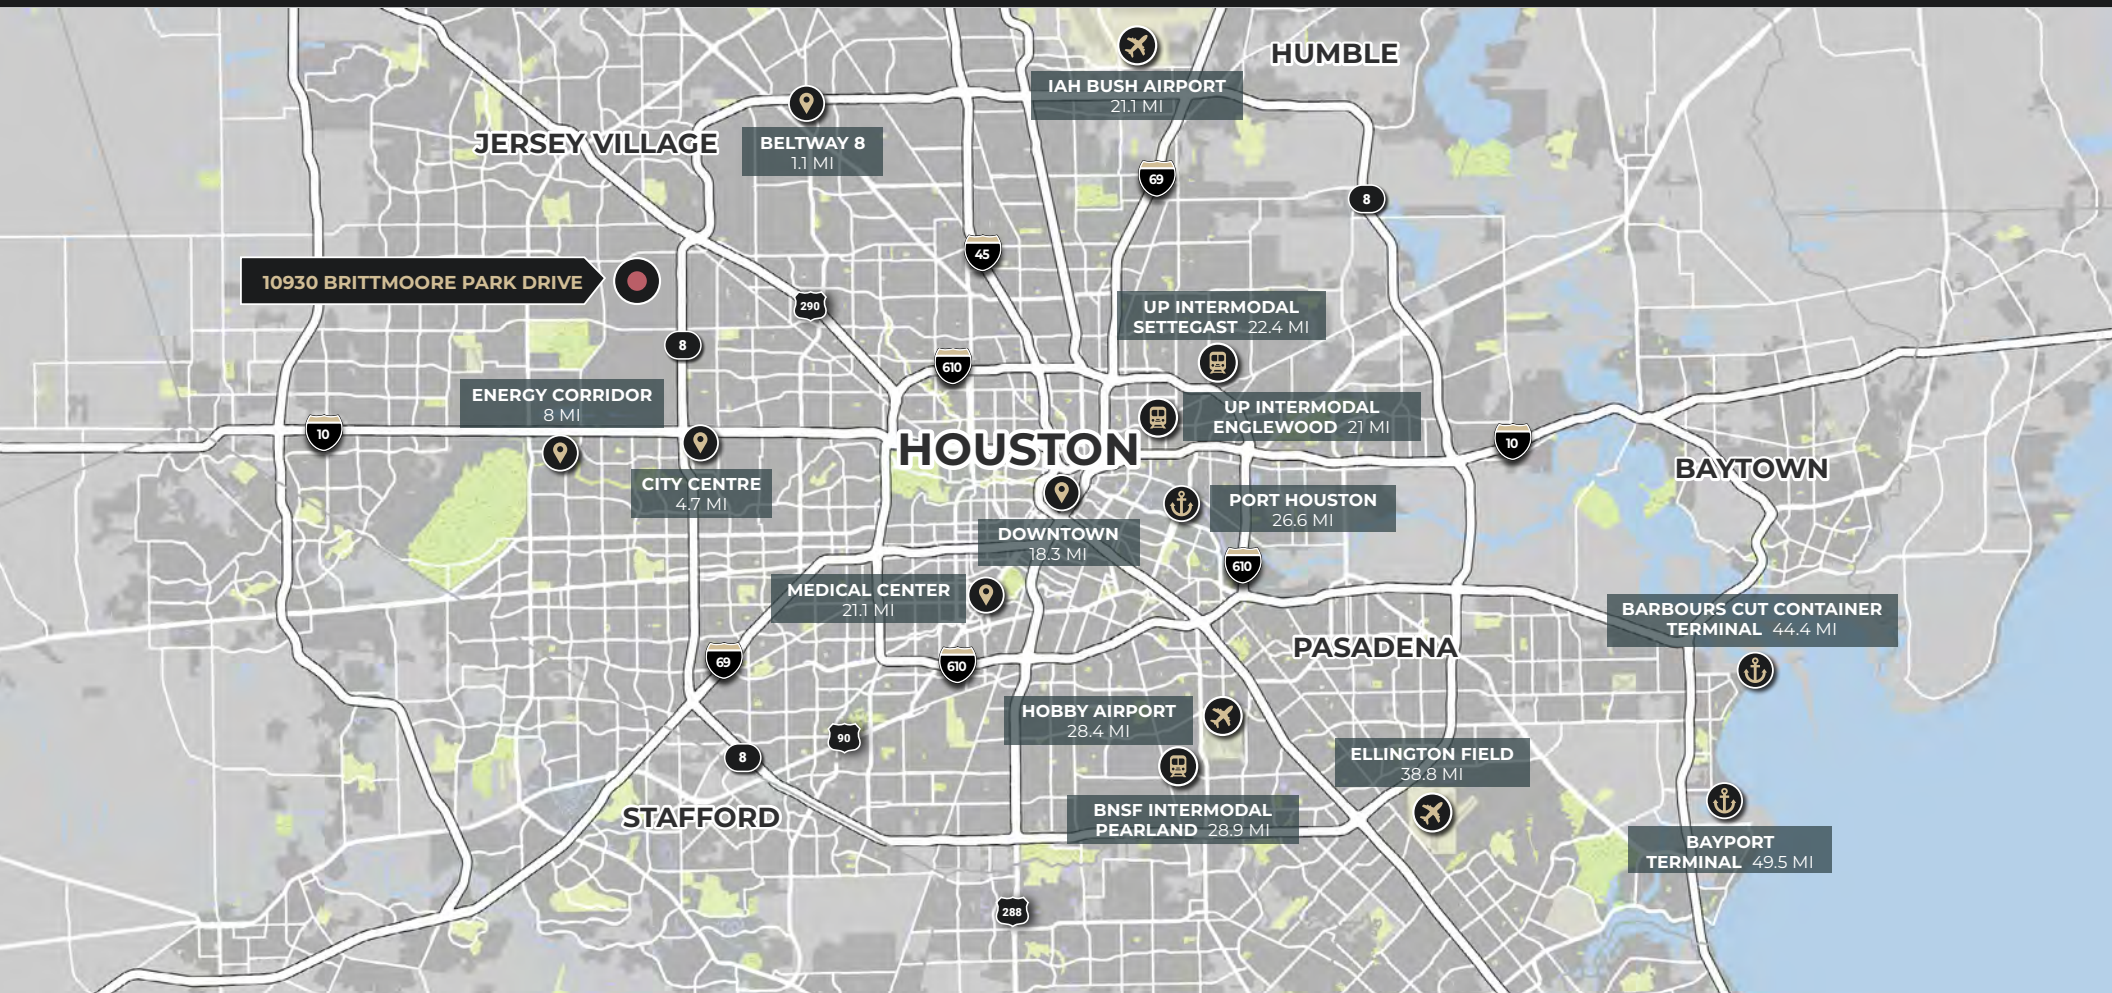 HUMBLE
IAH BUSH AIRPORT
21.1 MI
JERSEY VILLAGE
BELTWAY 8
1.1 MI
69
8
45
10930 BRITTMOORE PARK DRIVE
290
UP INTERMODAL
SETTEGAST 22.4 MI
8
610
ENERGY CORRIDOR
8 MI
UP INTERMODAL
ENGLEWOOD 21 MI
10
HOUSTON
10
BAYTOWN
CITY CENTRE
4.7 MI
PORT HOUSTON
26.6 MI
DOWNTOWN
18.3 MI
610
MEDICAL CENTER
21.1 MI
BARBOURS CUT CONTAINER
TERMINAL 44.4 MI
PASADENA
69
610
HOBBY AIRPORT
28.4 MI
90
8
ELLINGTON FIELD
38.8 MI
STAFFORD
BNSF INTERMODAL
PEARLAND 28.9 MI
BAYPORT
TERMINAL 49.5 MI
288